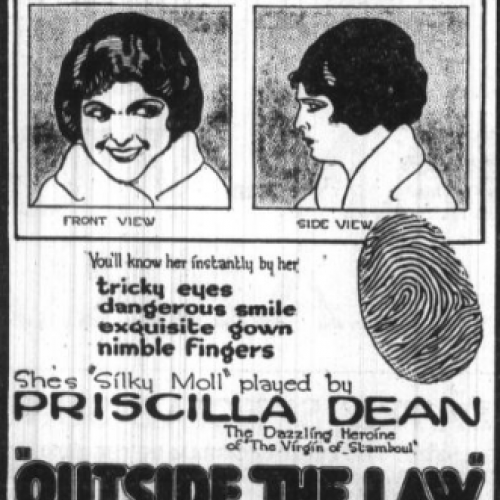 FRONT VIEW
SIDE VIEW
You'll know her instantly by her
tricky eyes
dangerous smile
exquisite gown
nimble fingers
She's "Silky Moll" played by
PRISCILLA DEAN
The Dazzling Heroine
of "The Virgin of Stamboul"
"OUTSIDE THE LAW"